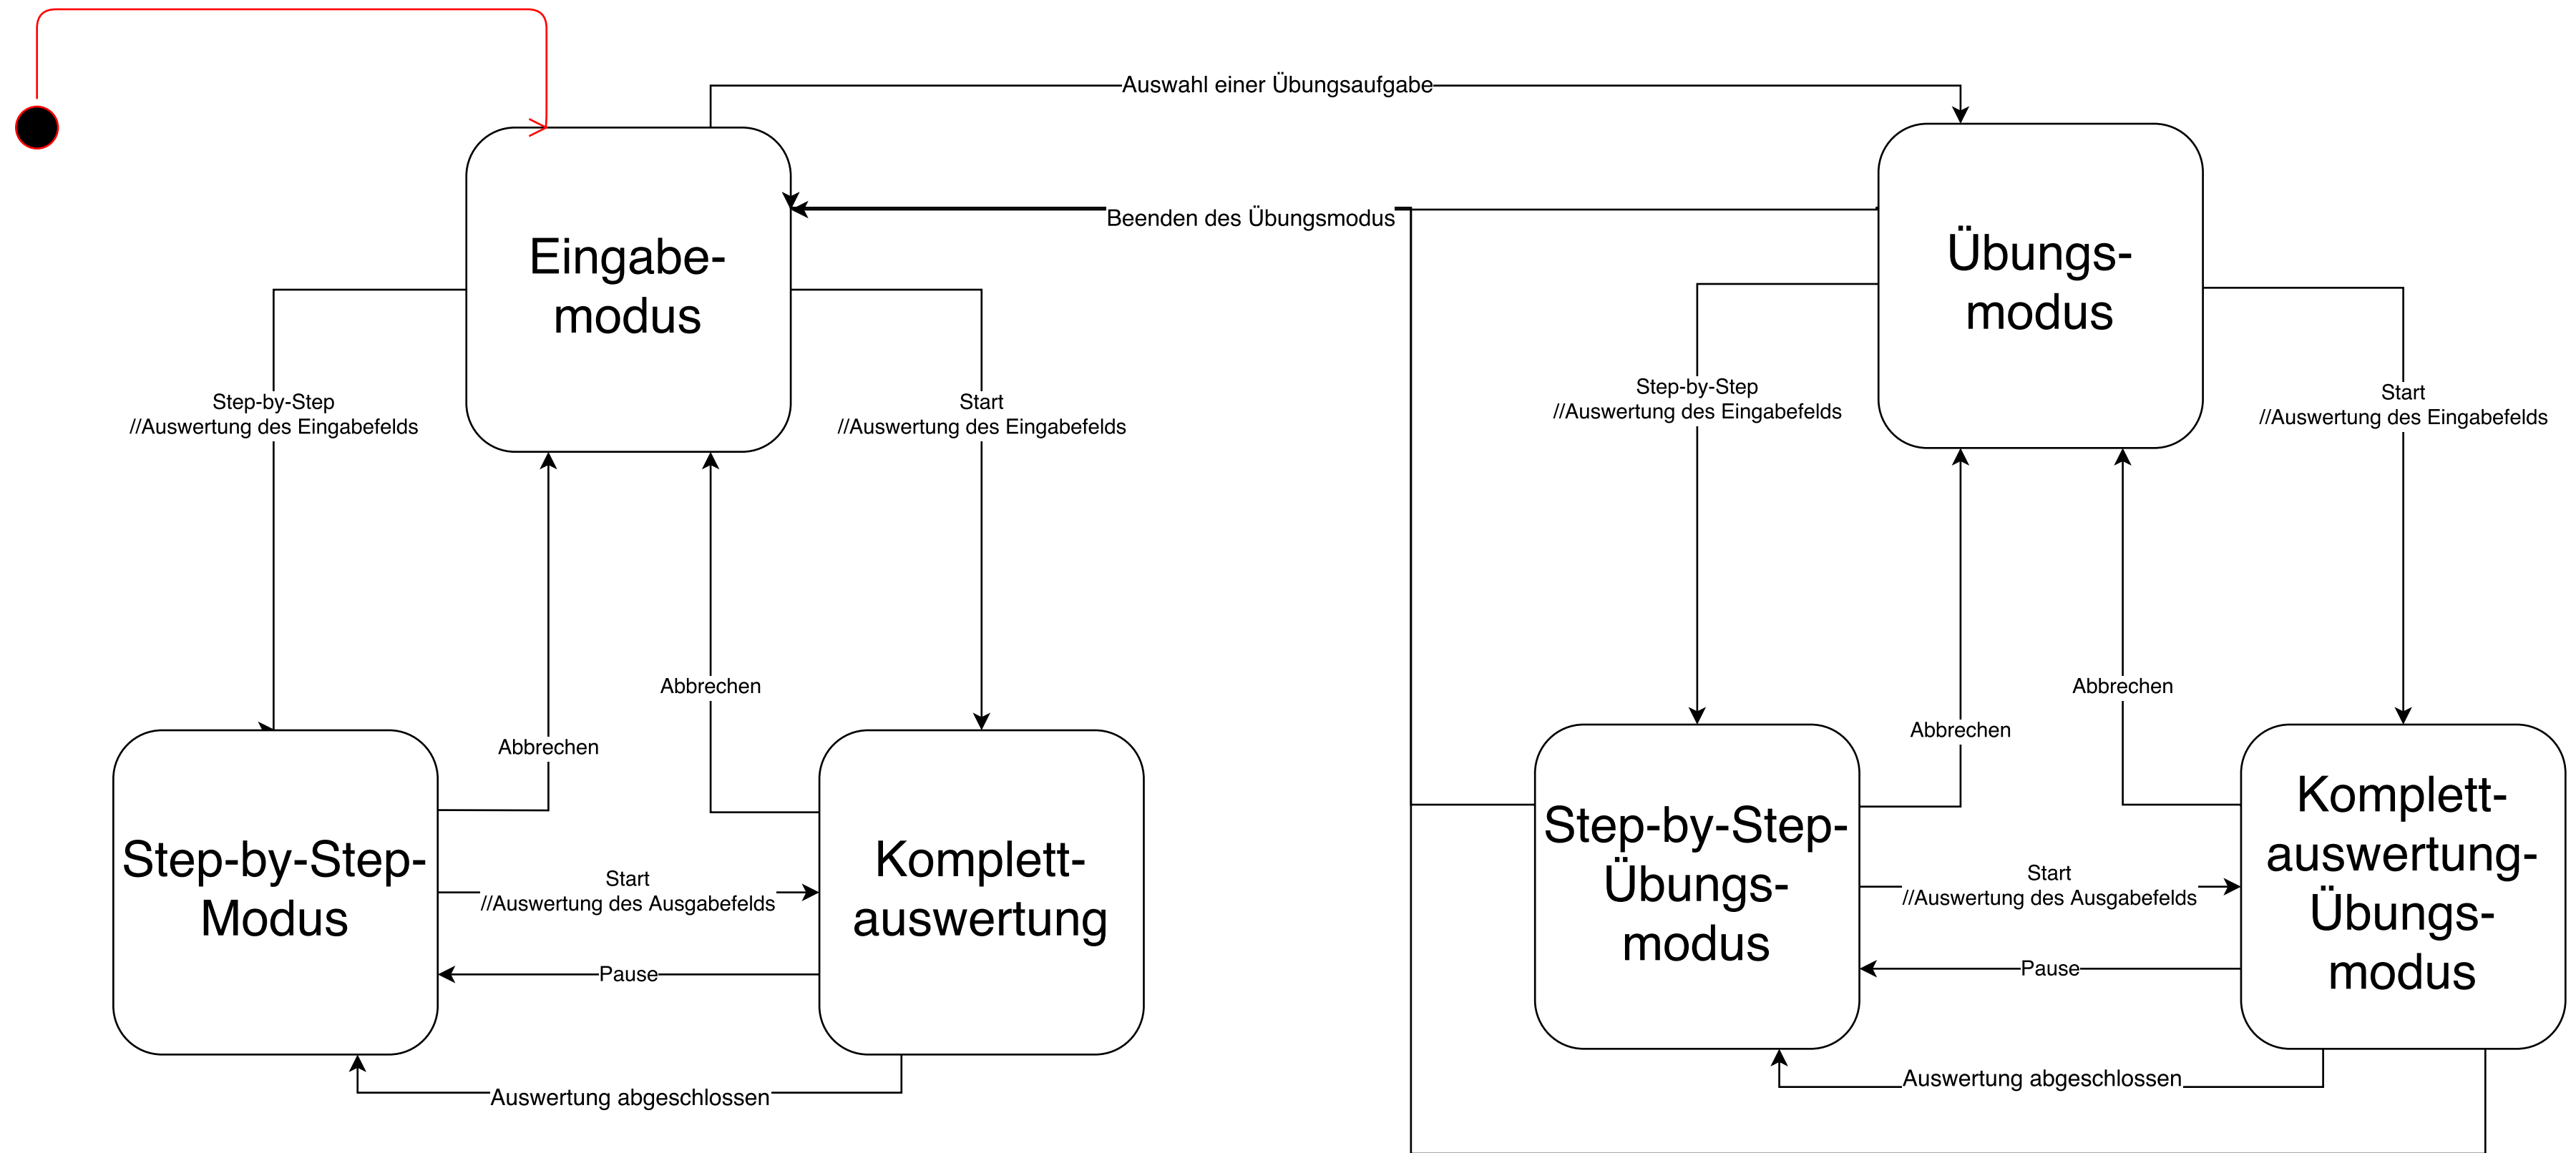 Auswahl einer Übungsaufgabe
Beenden des Übungsmodus
Eingabe-
modus
Übungs-
modus
Step-by-Step
//Auswertung des Eingabefelds
Start
//Auswertung des Eingabefelds
Step-by-Step
//Auswertung des Eingabefelds
Start
//Auswertung des Eingabefelds
Abbrechen
Abbrechen
Abbrechen
Abbrechen
Step-by-Step-
Modus
Start
//Auswertung des Ausgabefelds
Pause
Komplett-
auswertung
Auswertung abgeschlossen
Step-by-Step-
Übungs-
modus
Start
//Auswertung des Ausgabefelds
Pause
Komplett-
auswertung-
Übungs-
modus
Auswertung abgeschlossen